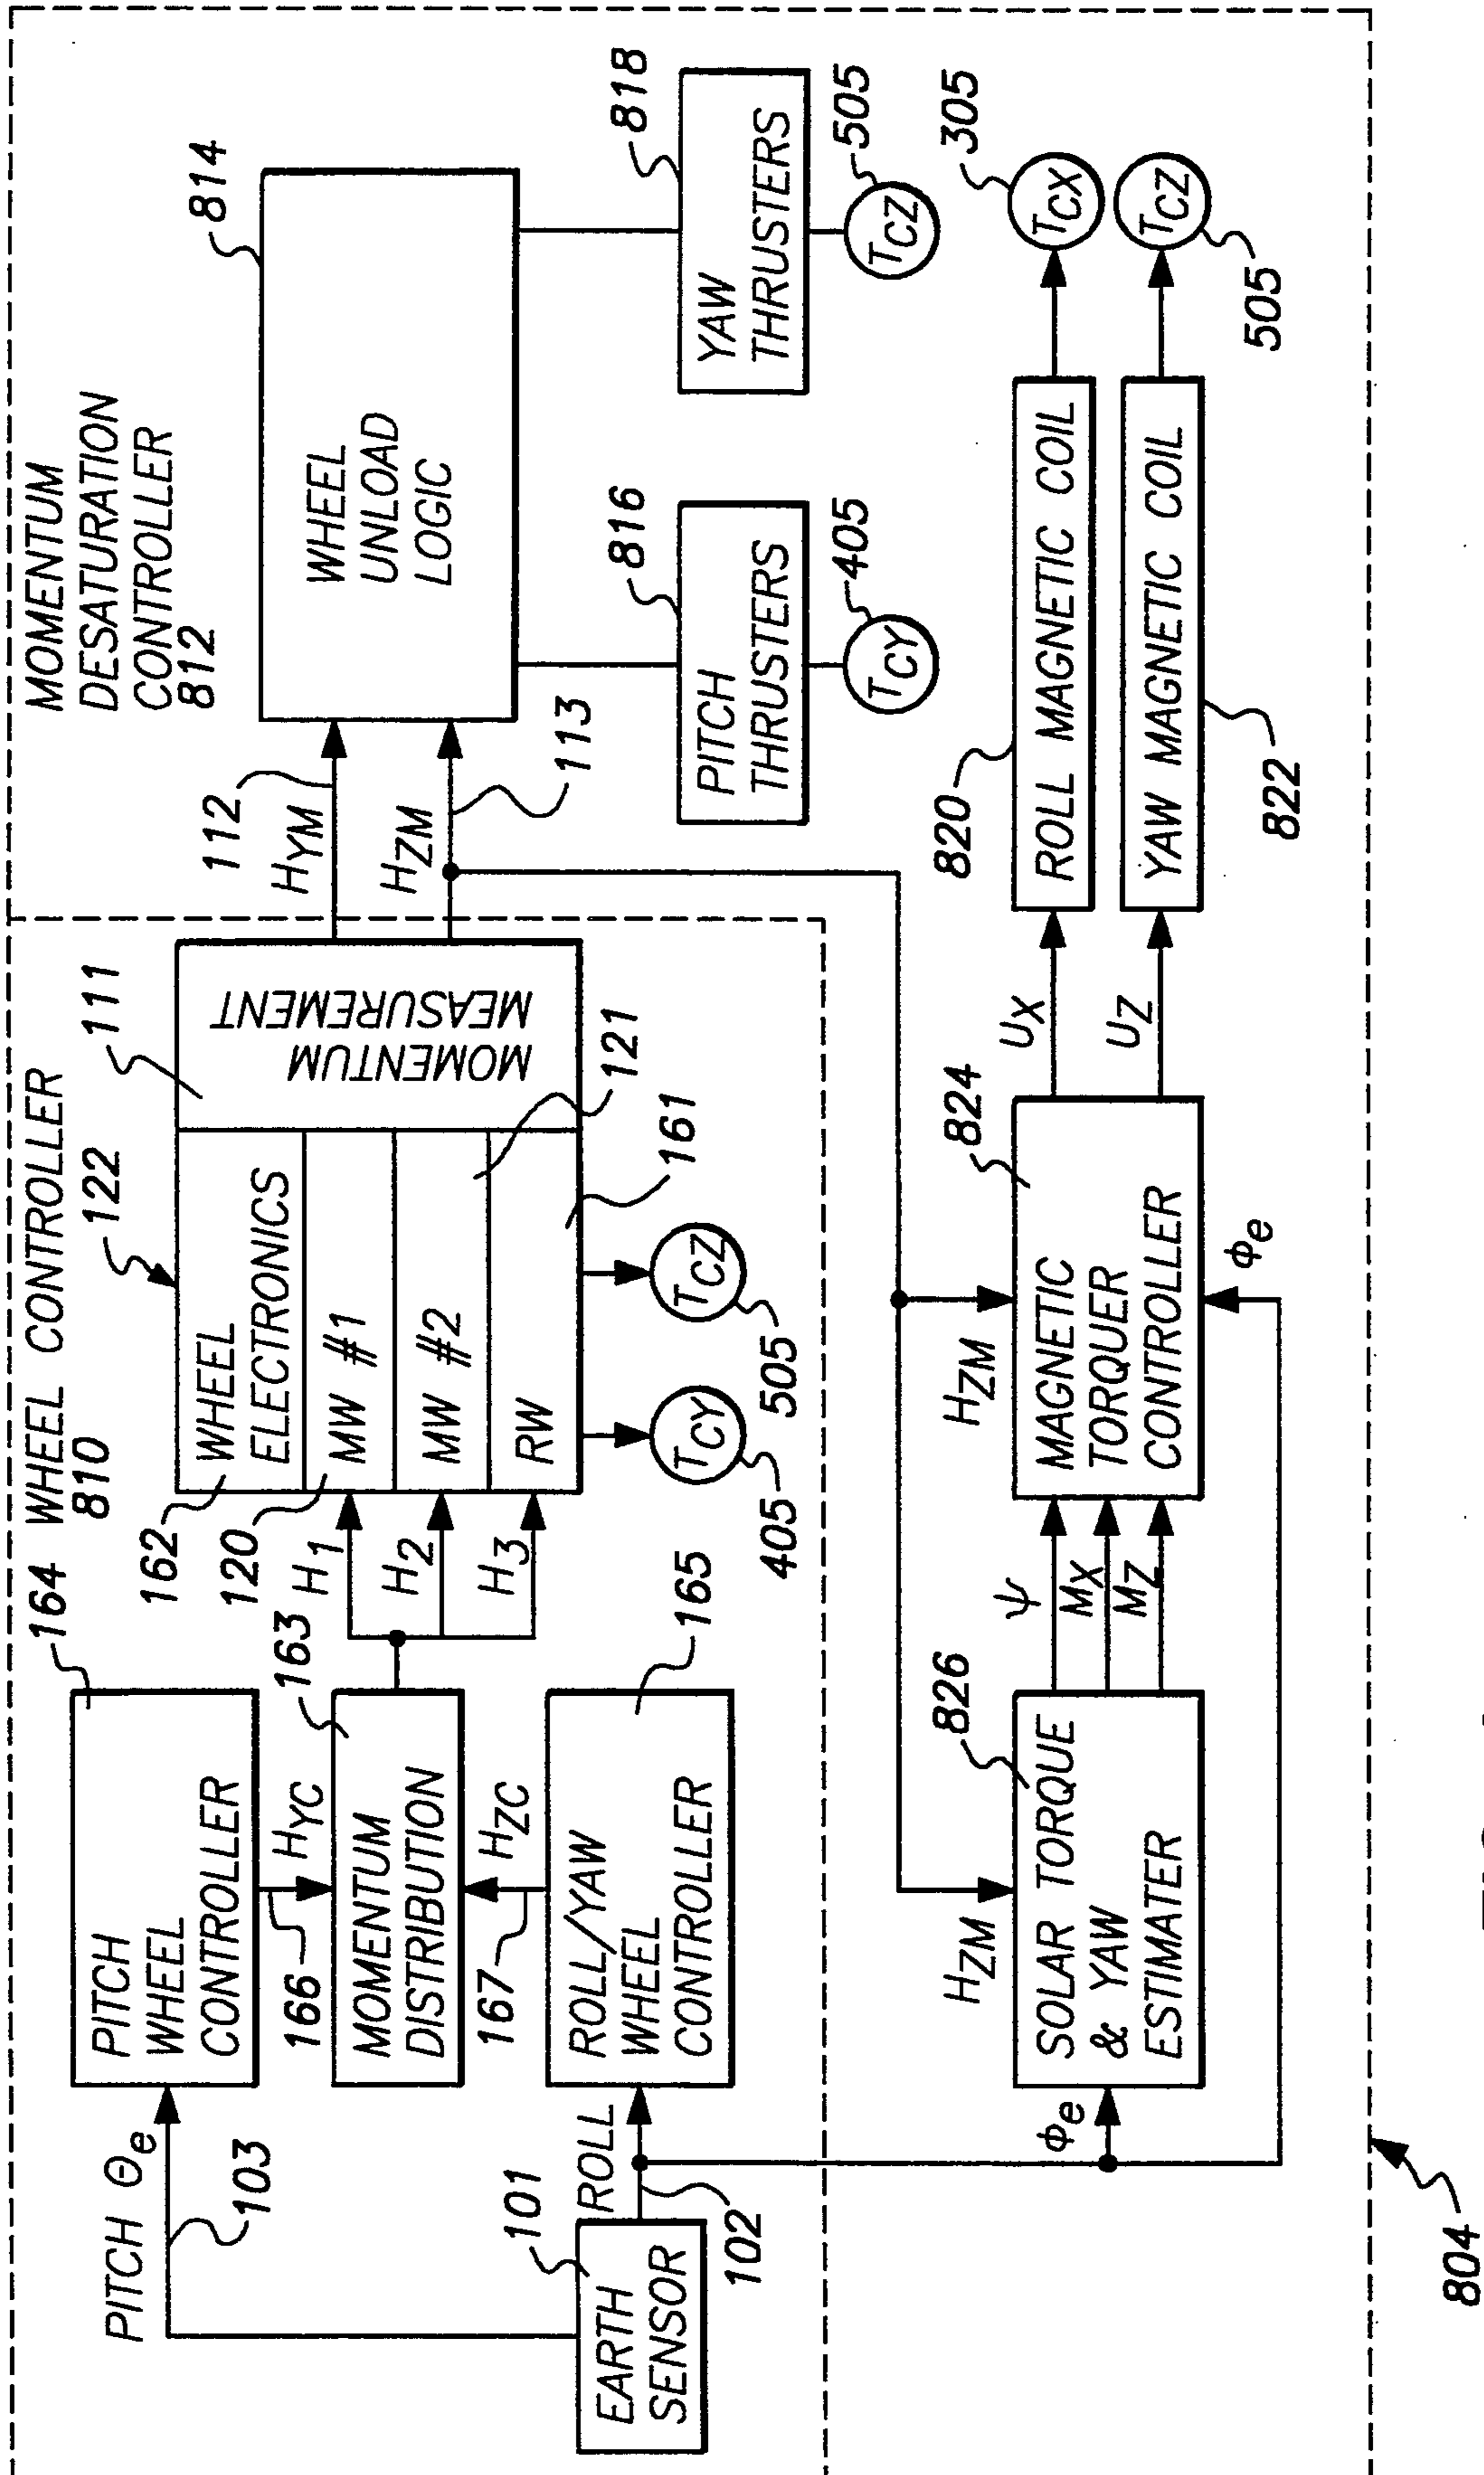 WHEEL CONTROLLER
810
MOMENTUM
DESATURATION
CONTROLLER
812
PITCH Θe
103
164
PITCH
WHEEL
CONTROLLER
HYC
166
163
MOMENTUM
DISTRIBUTION
HZC
167
165
ROLL/YAW
WHEEL
CONTROLLER
101
EARTH
SENSOR
ROLL
102
H1
H2
H3
122
162
WHEEL
ELECTRONICS
120
MW #1
MW #2
121
RW
161
111
MOMENTUM
MEASUREMENT
TCY
405
TCZ
505
112
HYM
HZM
113
814
WHEEL
UNLOAD
LOGIC
816
PITCH
THRUSTERS
TCY
405
818
YAW
THRUSTERS
TCZ
505
HZM
826
SOLAR TORQUE
& YAW
ESTIMATER
Φe
ψ
MX
MZ
HZM
824
MAGNETIC
TORQUER
CONTROLLER
Φe
UX
UZ
820
ROLL MAGNETIC COIL
YAW MAGNETIC COIL
822
305
TCX
TCZ
505
804